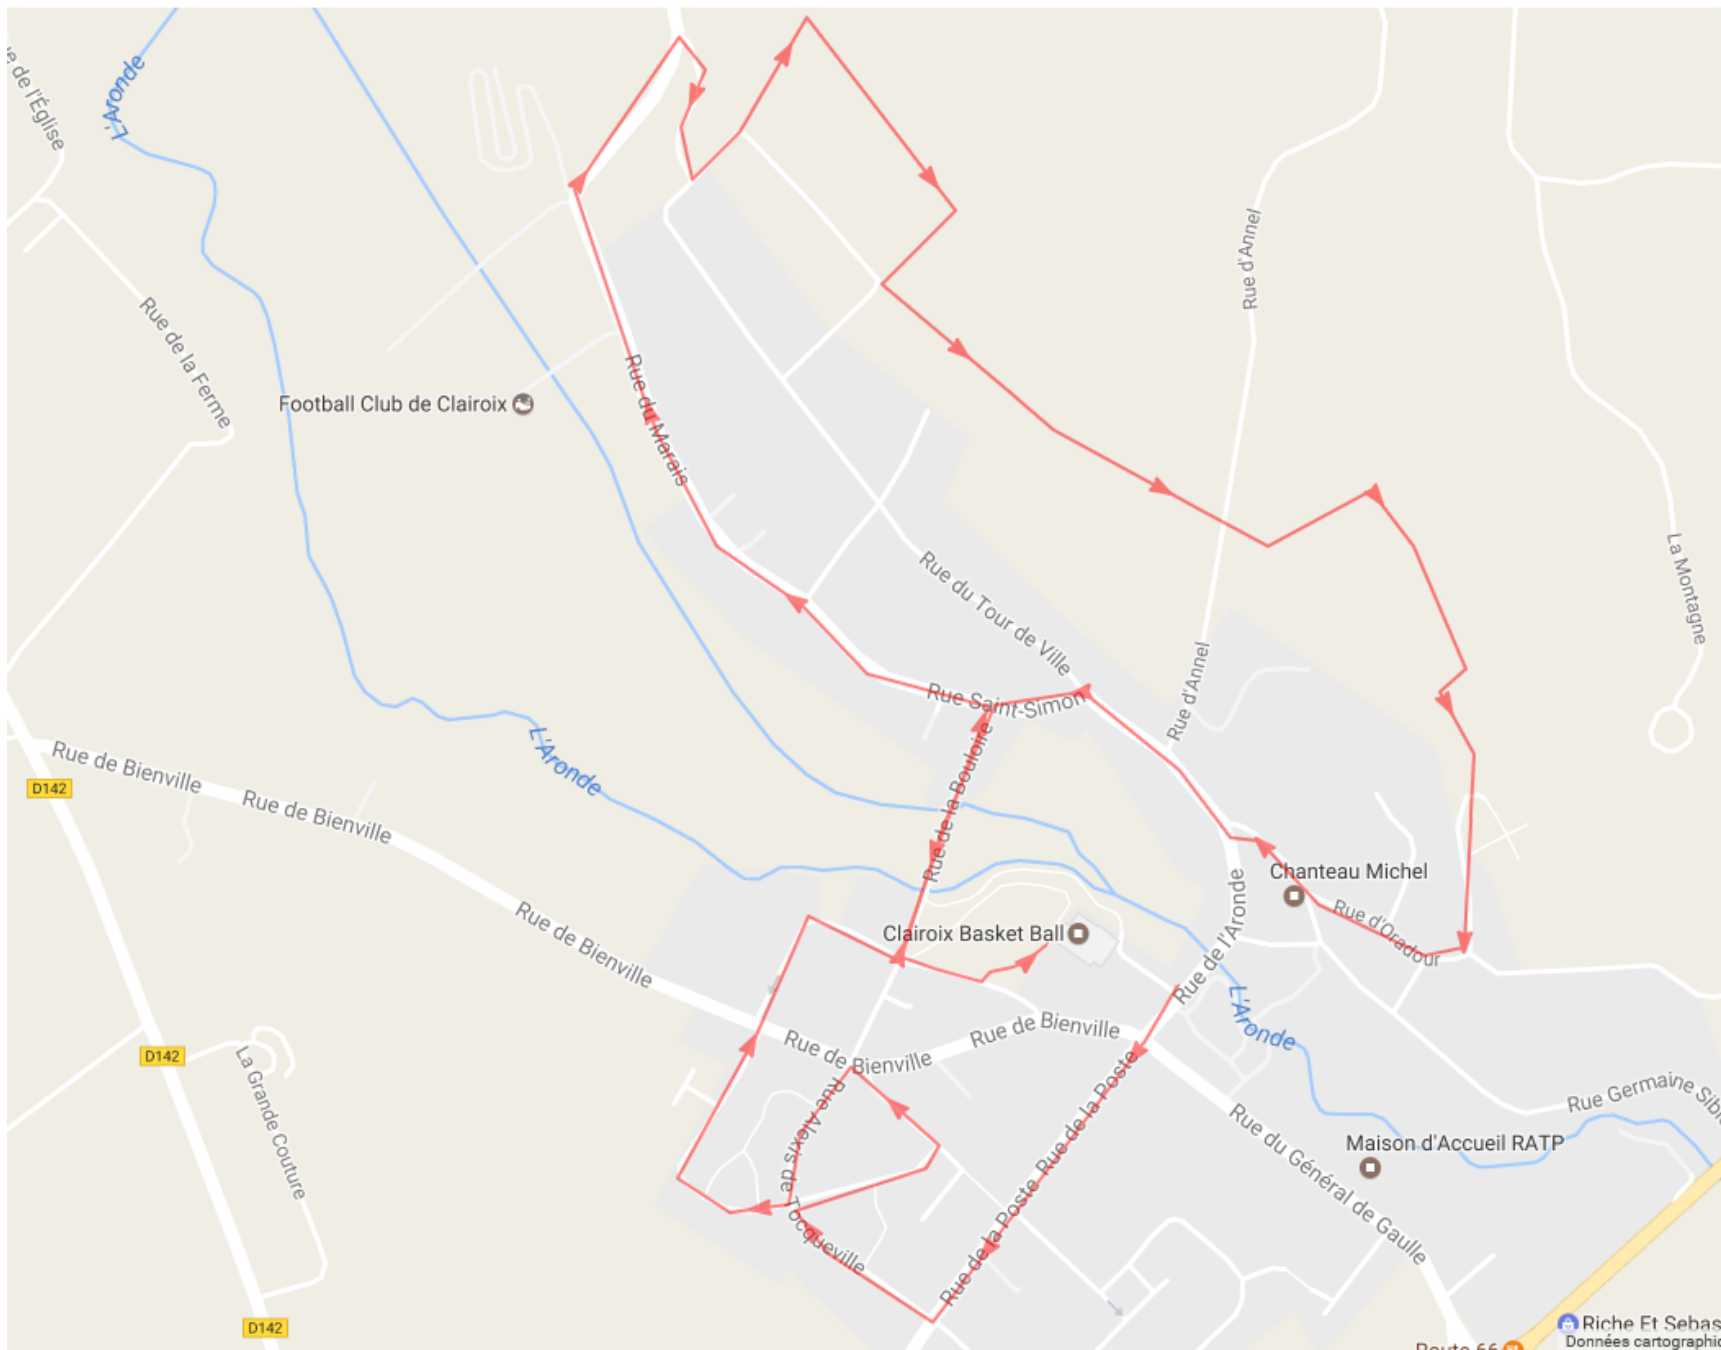 L'Aronde
Rue de la Ferme
Rue d'Annel
Football Club de Clairoix
Rue du Marais
La Montagne
Rue du Tour de Ville
Rue d'Annel
Rue Saint-Simon
L'Aronde
Rue de la Bouloire
Rue de Bienville
D142
Rue de Bienville
Chanteau Michel
Rue d'Oradour
Rue de l'Aronde
Rue de Bienville
Clairoix Basket Ball
L'Aronde
Rue de Bienville
Rue de Bienville
D142
La Grande Couture
Rue Alexis de
Tocqueville
Rue de la Poste
Rue de la Poste
Rue Germaine
Maison d'Accueil RATP
Rue du Général de Gaulle
D142
Riche Et Sebas
Données cartographiq